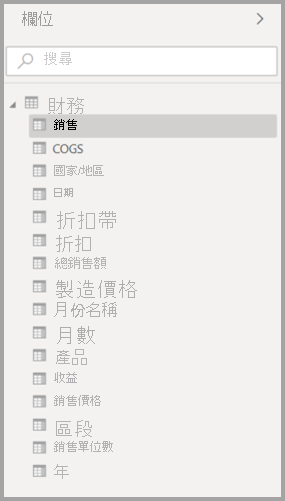 欄位
搜尋
財務
銷售
COGS
國家/地區
日期
折扣帶
折扣
總銷售額
製造價格
月份名稱
月數
產品
收益
銷售價格
區段
銷售單位數
年